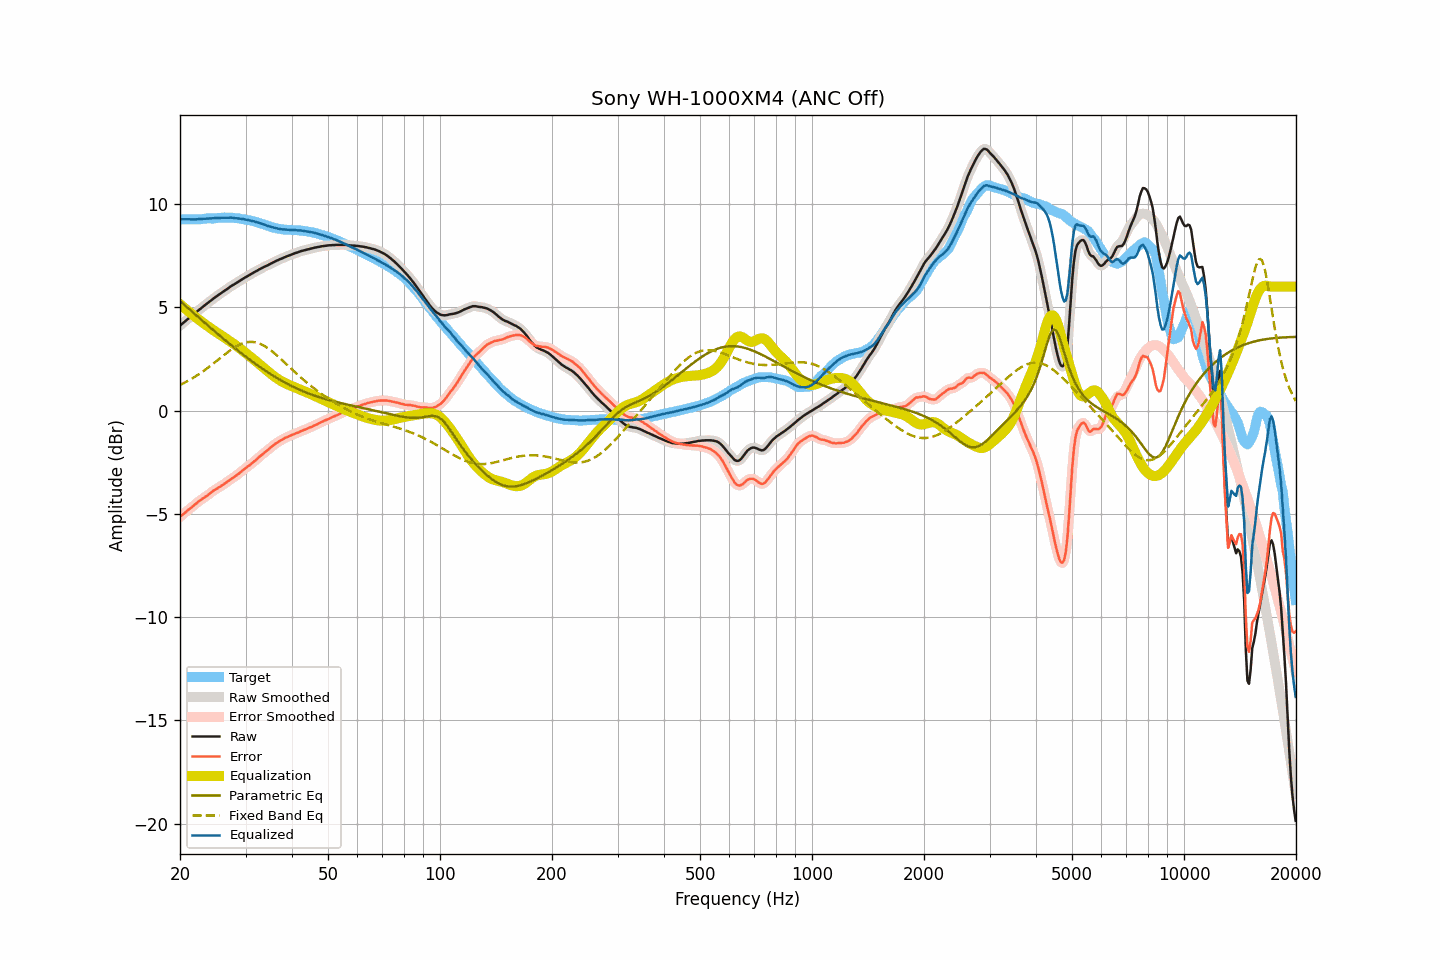 Sony WH-1000XM4 (ANC Off)
Amplitude (dBr)
10
5
0
−5
−10
−15
−20
Target
Raw Smoothed
Error Smoothed
Raw
Error
Equalization
Parametric Eq
Fixed Band Eq
Equalized
20 50 100 200 500 1000 2000 5000 10000 20000
Frequency (Hz)